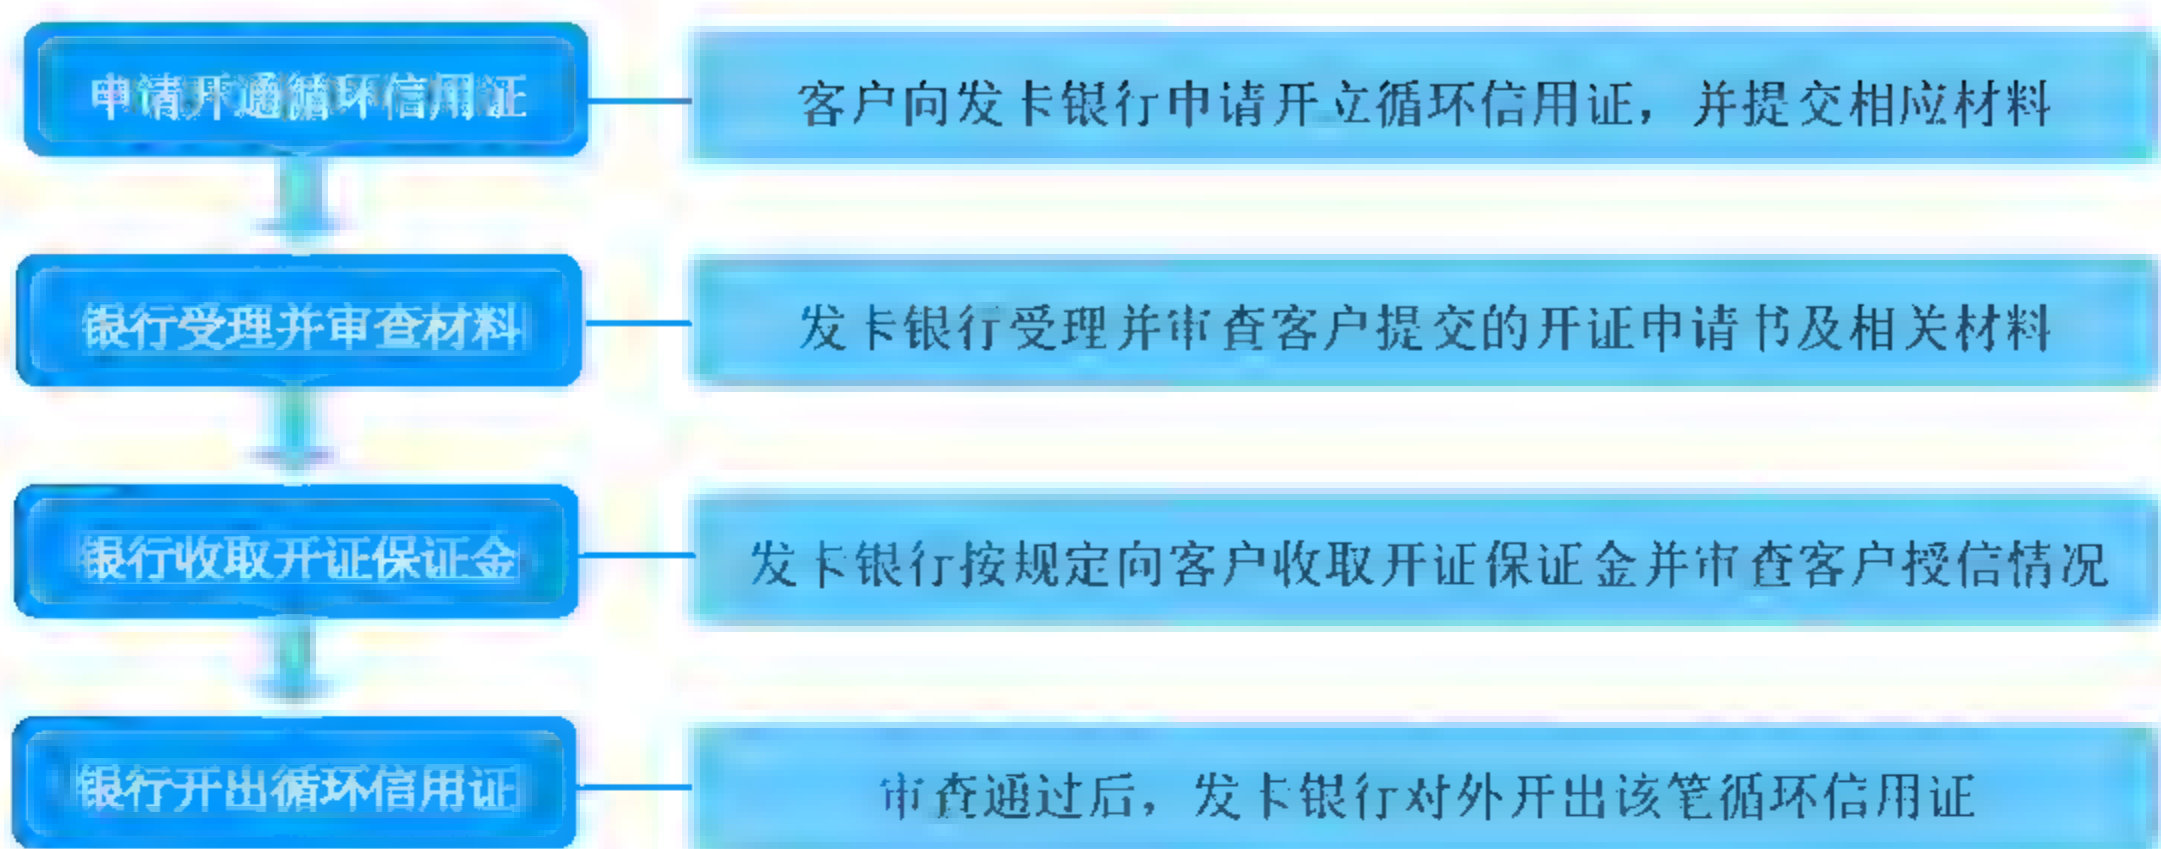 申请开通循环信用证
客户向发卡银行申请开立循环信用证，并提交相应材料
银行受理并审查材料
发卡银行受理并审查客户提交的开证申请书及相关材料
银行收取开证保证金
发卡银行按规定向客户收取开证保证金并审查客户授信情况
银行开出循环信用证
审查通过后，发卡银行对外开出该笔循环信用证